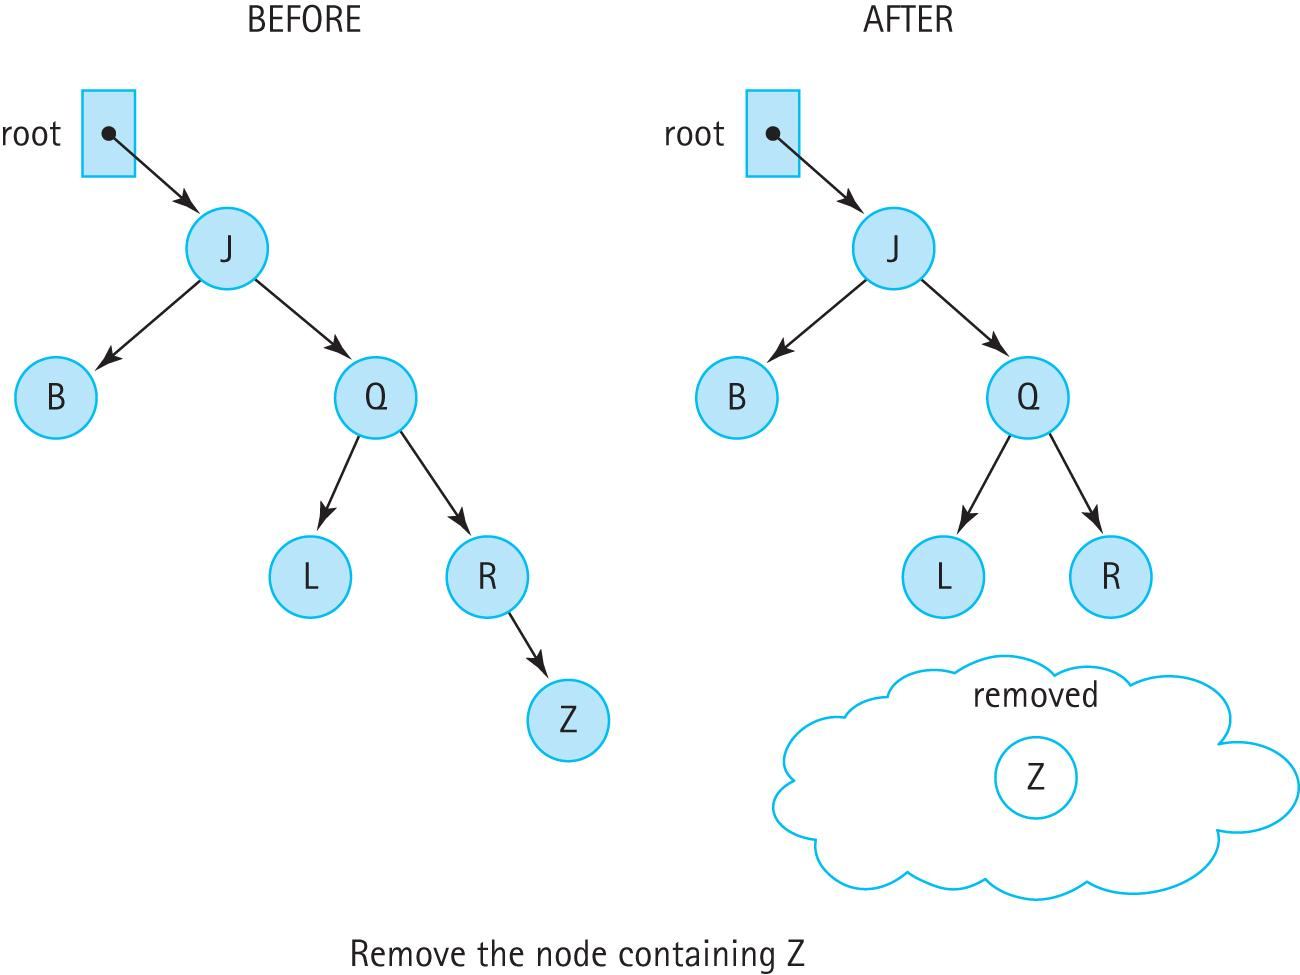 BEFORE
AFTER
root
J
B
Q
L
R
Z
root
J
B
Q
L
R
removed
Z
Remove the node containing Z